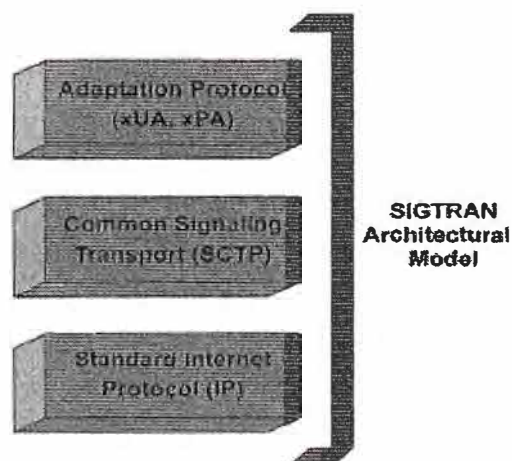 Adaptation Protocol
(xUA, xPA)
Common Signaling
Transport (SCTP)
Standard Internet
Protocol (IP)
SIGTRAN
Architectural
Model